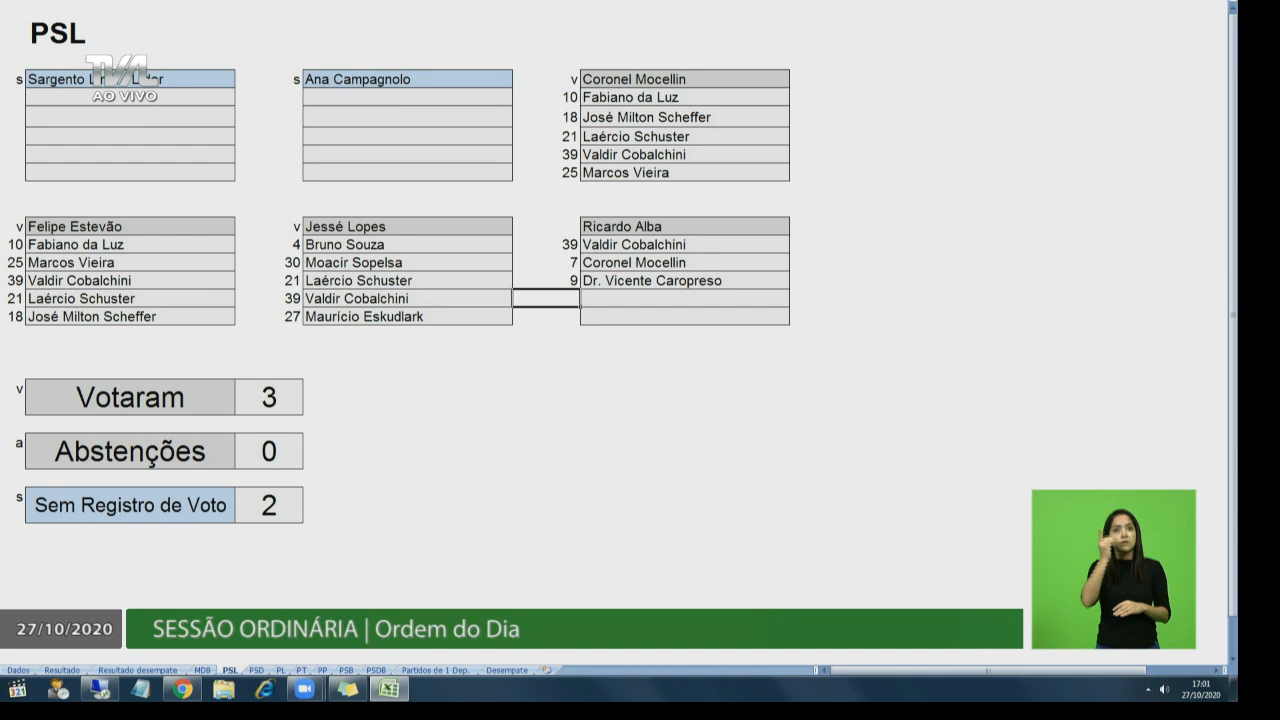 PSL
TVAL
AO VIVO
s Sargento
s Ana Campagnolo
v Coronel Mocellin
10 Fabiano da Luz
18 José Milton Scheffer
21 Laércio Schuster
39 Valdir Cobalchini
25 Marcos Vieira
v Felipe Estevão
10 Fabiano da Luz
25 Marcos Vieira
39 Valdir Cobalchini
21 Laércio Schuster
18 José Milton Scheffer
v Jessé Lopes
4 Bruno Souza
30 Moacir Sopelsa
21 Laércio Schuster
39 Valdir Cobalchini
27 Maurício Eskudlark
Ricardo Alba
39 Valdir Cobalchini
7 Coronel Mocellin
9 Dr. Vicente Caropreso
v Votaram 3
a Abstenções 0
s Sem Registro de Voto 2
27/10/2020 SESSÃO ORDINÁRIA | Ordem do Dia
Dados Resultado Resultado desempate MDB PSL PSD PL PT PP PSB PSDB Partidos de 1 Dep. Desempate
321
17:01
27/10/2020